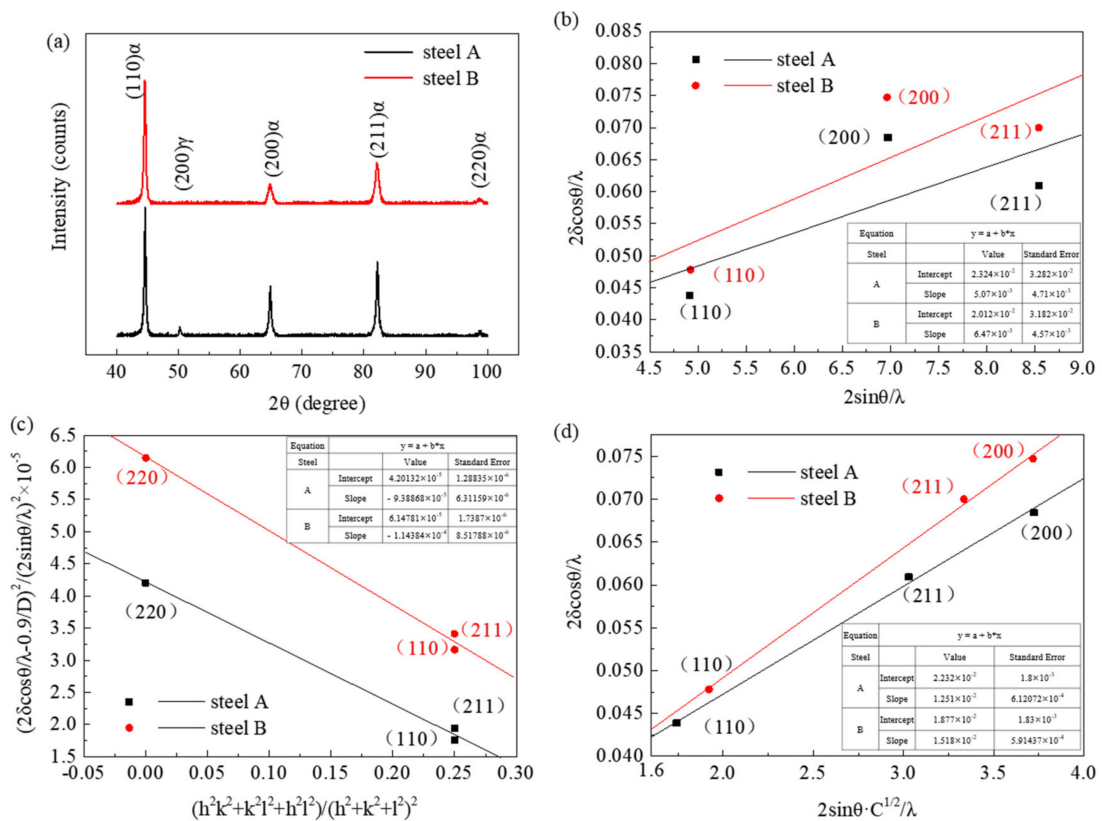 (a)
steel A
steel B
(110)α
(200)γ
(200)α
(211)α
(220)α
Intensity (counts)
40 50 60 70 80 90 100
2θ (degree)
(b)
0.085
0.080
0.075
0.070
0.065
0.060
0.055
0.050
0.045
0.040
0.035
2δcosθ/λ
steel A
steel B
(200)
(200)
(211)
(211)
(110)
(110)
Equation y = a + b*x
Steel Value Standard Error
A Intercept 2.324×10⁻² 3.282×10⁻²
Slope 5.07×10⁻³ 4.71×10⁻³
B Intercept 2.012×10⁻² 3.182×10⁻²
Slope 6.47×10⁻³ 4.57×10⁻³
4.5 5.0 5.5 6.0 6.5 7.0 7.5 8.0 8.5 9.0
2sinθ/λ
(c)
6.5
6.0
5.5
5.0
4.5
4.0
3.5
3.0
2.5
2.0
1.5
(2δcosθ/λ-0.9/D)²/(2sinθ/λ)²×10⁻⁵
Equation y = a + b*x
Steel Value Standard Error
A Intercept 4.20132×10⁻⁵ 1.28835×10⁻⁶
Slope - 9.38868×10⁻⁵ 6.31159×10⁻⁶
B Intercept 6.14781×10⁻⁵ 1.7387×10⁻⁶
Slope - 1.14384×10⁻⁴ 8.51788×10⁻⁶
(220)
(220)
(211)
(110)
(211)
(110)
steel A
steel B
-0.05 0.00 0.05 0.10 0.15 0.20 0.25 0.30
(h²k²+k²l²+h²l²)/(h²+k²+l²)²
(d)
0.075
0.070
0.065
0.060
0.055
0.050
0.045
0.040
2δcosθ/λ
steel A
steel B
(200)
(211)
(200)
(211)
(110)
(110)
Equation y = a + b*x
Steel Value Standard Error
A Intercept 2.232×10⁻² 1.8×10⁻³
Slope 1.251×10⁻² 6.12072×10⁻⁴
B Intercept 1.877×10⁻² 1.83×10⁻³
Slope 1.518×10⁻² 5.91437×10⁻⁴
1.6 2.0 2.5 3.0 3.5 4.0
2sinθ·C¹ᐟ²/λ